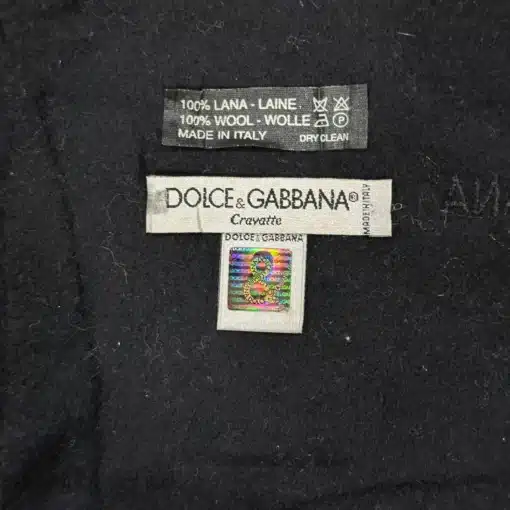 100% LANA - LAINE
100% WOOL - WOLLE
MADE IN ITALY
DRY CLEAN
DOLCE & GABBANA®
Cravatte
MADE IN ITALY
DOLCE & GABBANA
&